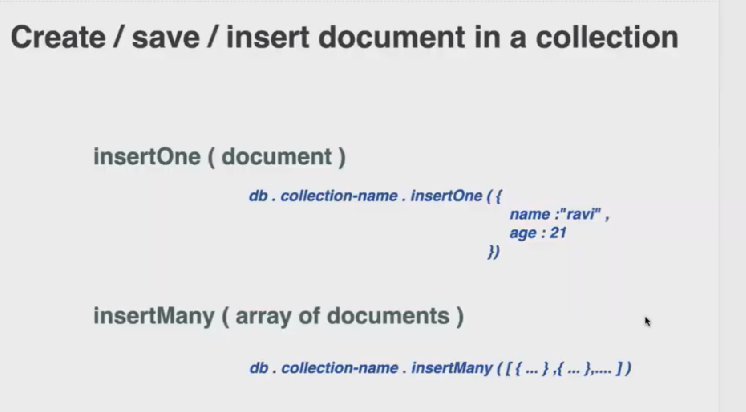 Create / save / insert document in a collection
insertOne ( document )
db . collection-name . insertOne ( {
name :"ravi" ,
age : 21
})
insertMany ( array of documents )
db . collection-name . insertMany ( [ { ... } ,{ ... },.... ] )